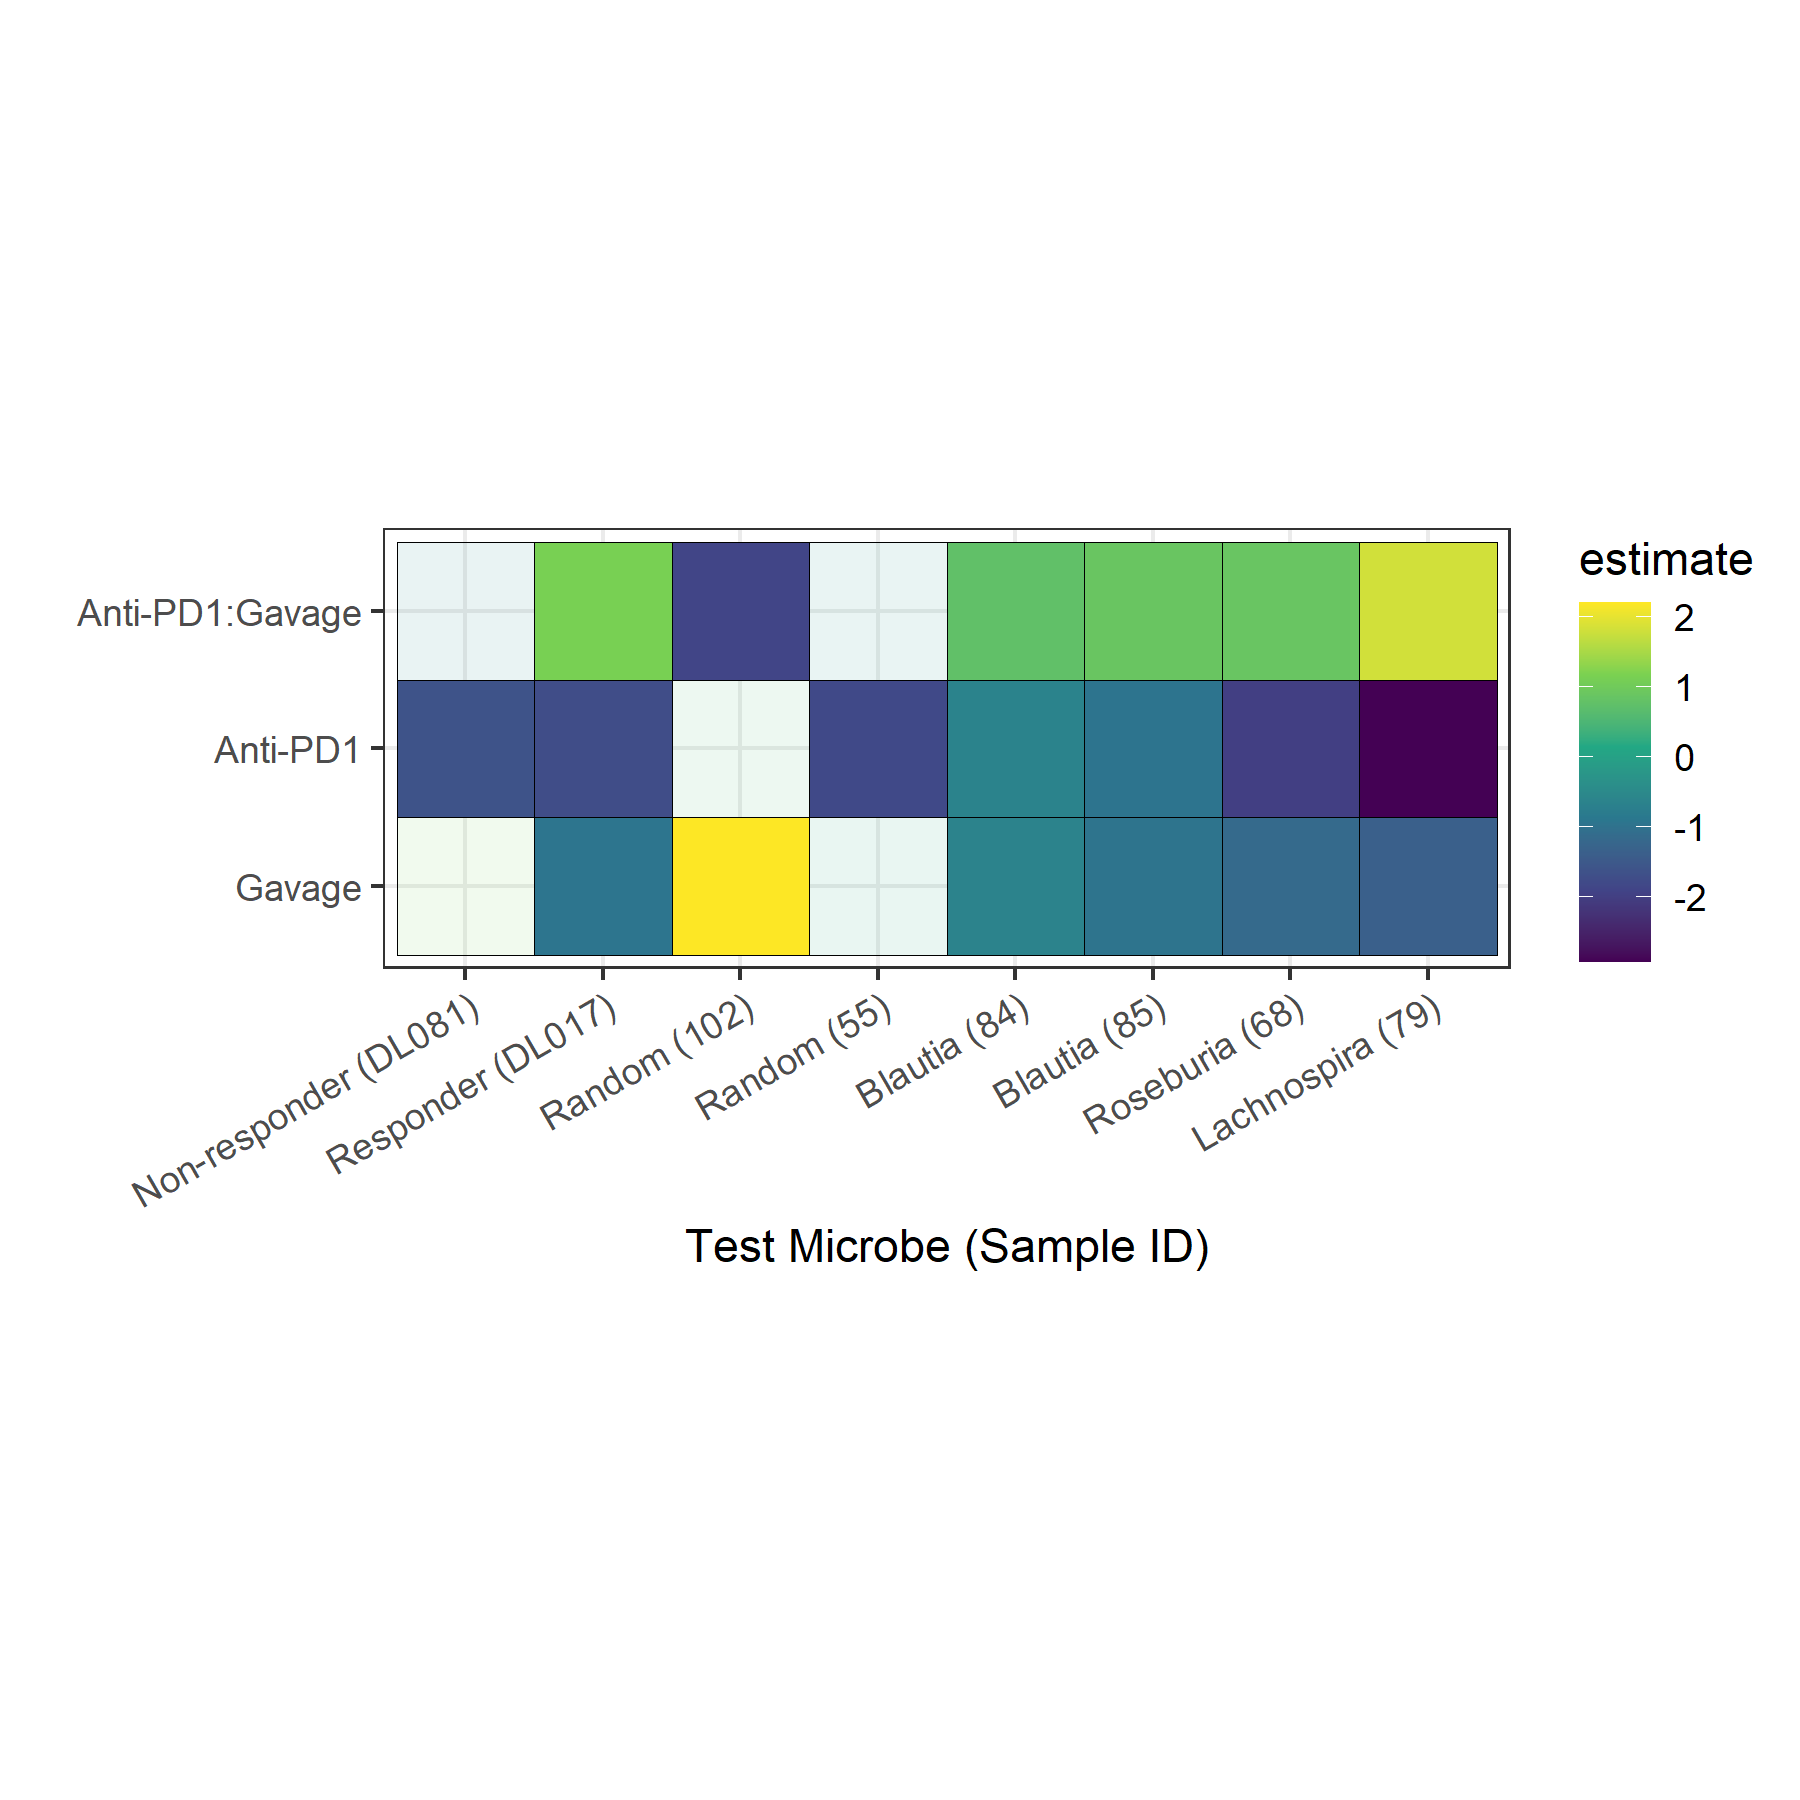 Anti-PD1:Gavage
Anti-PD1
Gavage
Non-responder (DL081)
Responder (DL017)
Random (102)
Random (55)
Blautia (84)
Blautia (85)
Roseburia (68)
Lachnospira (79)
Test Microbe (Sample ID)
estimate
2
1
0
-1
-2